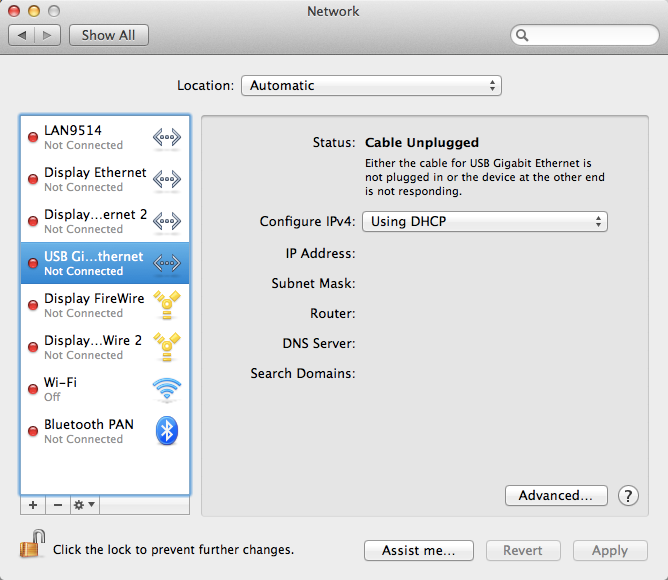 Network
Show All
Location: Automatic
LAN9514
Not Connected
Display Ethernet
Not Connected
Display...ernet 2
Not Connected
USB Gi...thernet
Not Connected
Display FireWire
Not Connected
Display...Wire 2
Not Connected
Wi-Fi
Off
Bluetooth PAN
Not Connected
Status: Cable Unplugged
Either the cable for USB Gigabit Ethernet is
not plugged in or the device at the other end
is not responding.
Configure IPv4: Using DHCP
IP Address:
Subnet Mask:
Router:
DNS Server:
Search Domains:
Advanced... ?
Click the lock to prevent further changes.
Assist me... Revert Apply